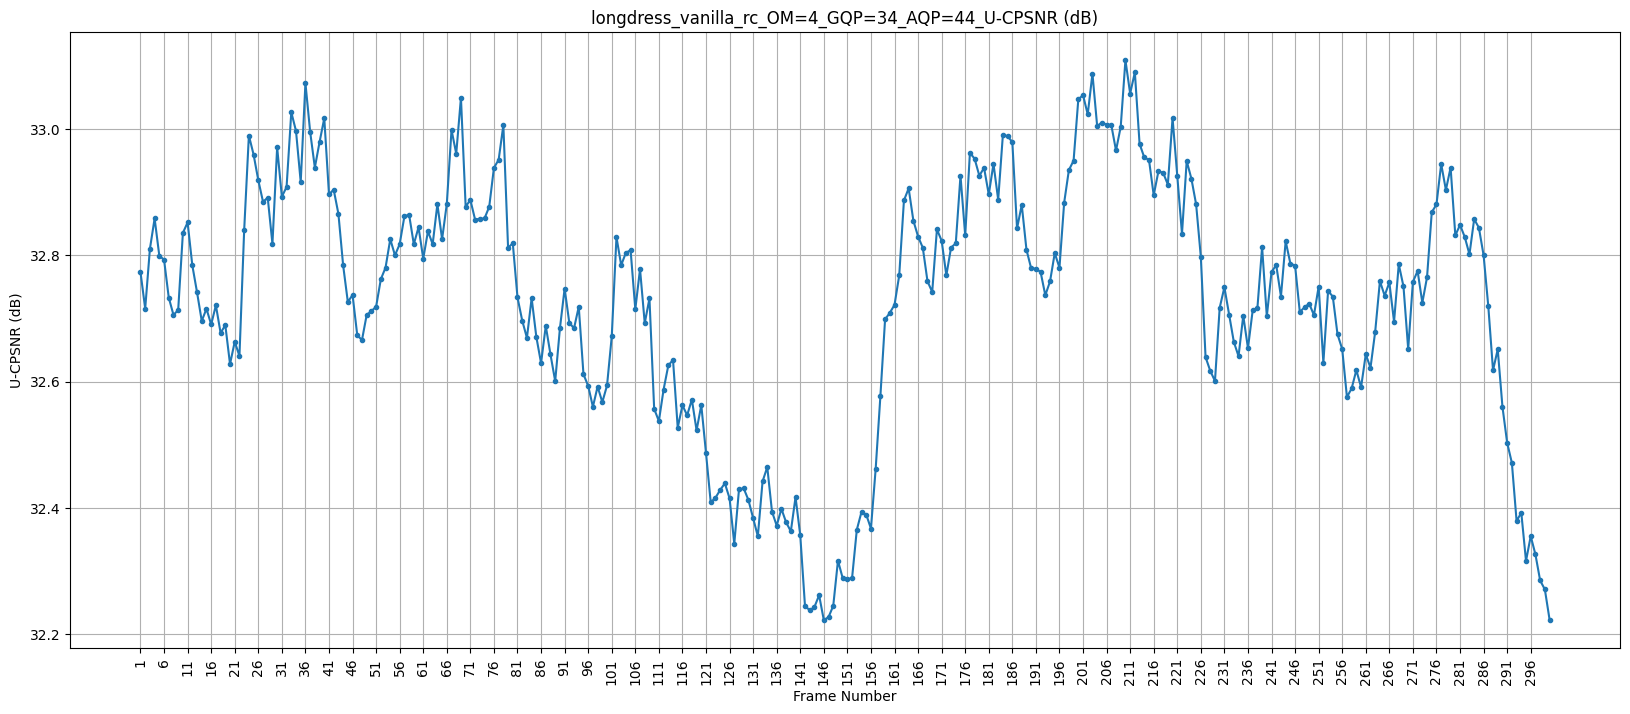 longdress_vanilla_rc_OM=4_GQP=34_AQP=44_U-CPSNR (dB)
U-CPSNR (dB)
33.0
32.8
32.6
32.4
32.2
1 6 11 16 21 26 31 36 41 46 51 56 61 66 71 76 81 86 91 96 101 106 111 116 121 126 131 136 141 146 151 156 161 166 171 176 181 186 191 196 201 206 211 216 221 226 231 236 241 246 251 256 261 266 271 276 281 286 291 296
Frame Number